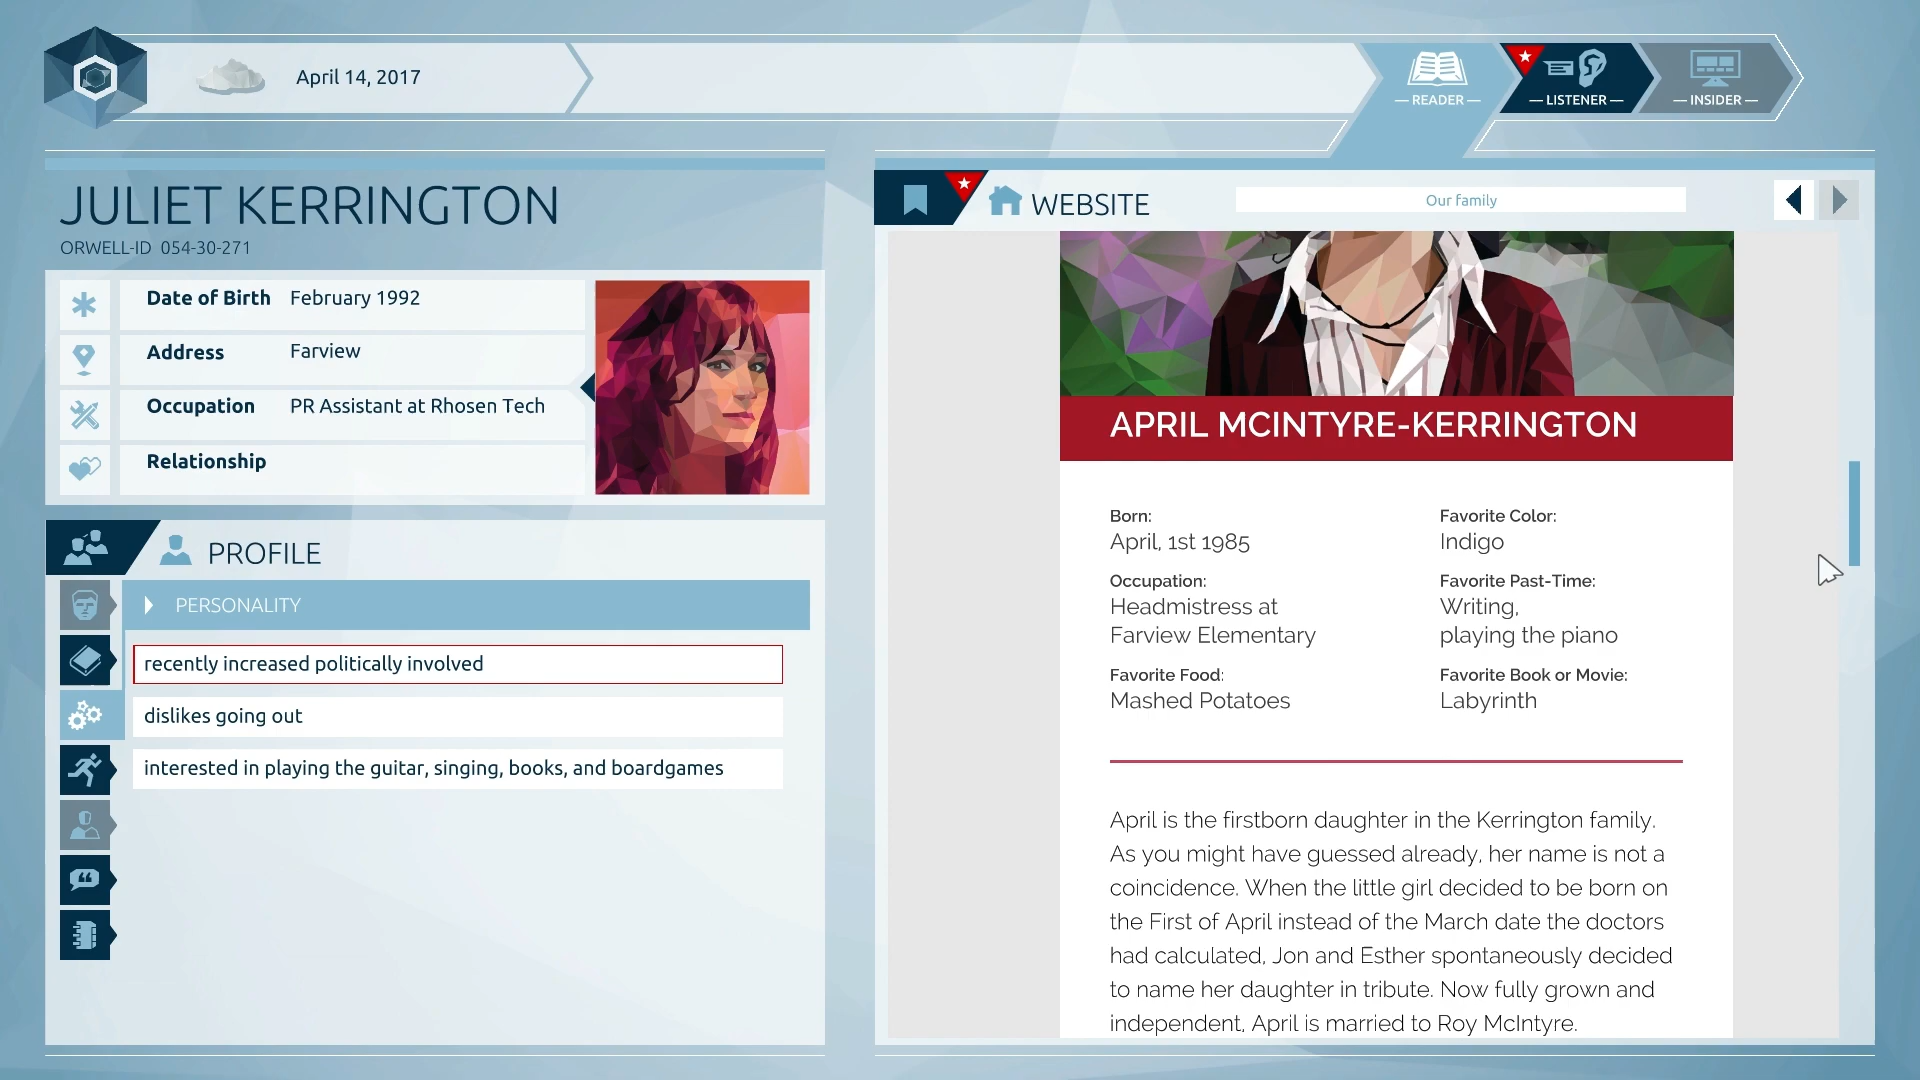 April 14, 2017
READER
LISTENER
INSIDER
JULIET KERRINGTON
ORWELL-ID 054-30-271
Date of Birth February 1992
Address Farview
Occupation PR Assistant at Rhosen Tech
Relationship
PROFILE
PERSONALITY
recently increased politically involved
dislikes going out
interested in playing the guitar, singing, books, and boardgames
WEBSITE
Our family
APRIL MCINTYRE-KERRINGTON
Born:
April, 1st 1985
Occupation:
Headmistress at
Farview Elementary
Favorite Food:
Mashed Potatoes
Favorite Color:
Indigo
Favorite Past-Time:
Writing,
playing the piano
Favorite Book or Movie:
Labyrinth
April is the firstborn daughter in the Kerrington family.
As you might have guessed already, her name is not a
coincidence. When the little girl decided to be born on
the First of April instead of the March date the doctors
had calculated, Jon and Esther spontaneously decided
to name her daughter in tribute. Now fully grown and
independent, April is married to Roy McIntyre.